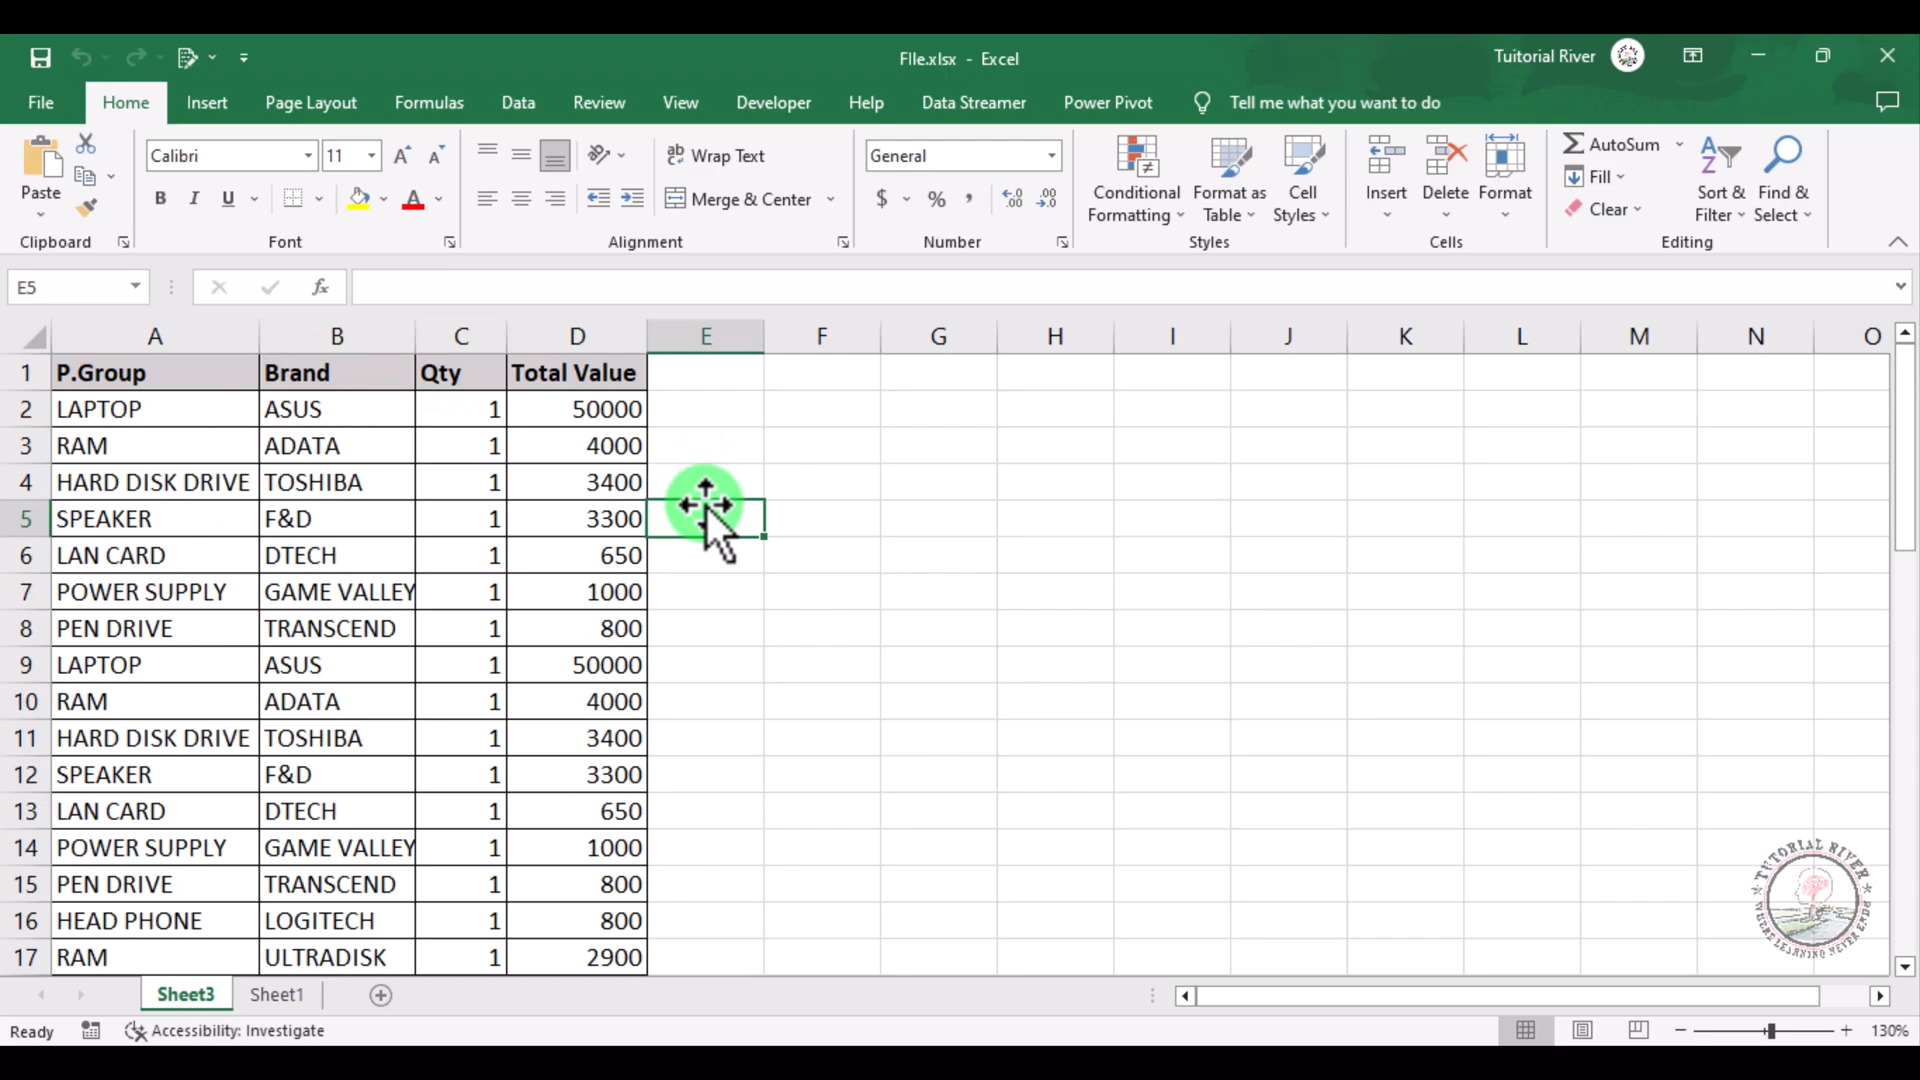 FIle.xlsx - Excel
Tuitorial River
File Home Insert Page Layout Formulas Data Review View Developer Help Data Streamer Power Pivot Tell me what you want to do
Paste
Clipboard
Calibri 11
B I U
Font
Wrap Text
Merge & Center
Alignment
General
$ % ,
Number
Conditional Formatting
Format as Table
Cell Styles
Styles
Insert Delete Format
Cells
AutoSum
Fill
Clear
Sort & Filter
Find & Select
Editing
E5 fx
A B C D E F G H I J K L M N O
1 P.Group Brand Qty Total Value
2 LAPTOP ASUS 1 50000
3 RAM ADATA 1 4000
4 HARD DISK DRIVE TOSHIBA 1 3400
5 SPEAKER F&D 1 3300
6 LAN CARD DTECH 1 650
7 POWER SUPPLY GAME VALLEY 1 1000
8 PEN DRIVE TRANSCEND 1 800
9 LAPTOP ASUS 1 50000
10 RAM ADATA 1 4000
11 HARD DISK DRIVE TOSHIBA 1 3400
12 SPEAKER F&D 1 3300
13 LAN CARD DTECH 1 650
14 POWER SUPPLY GAME VALLEY 1 1000
15 PEN DRIVE TRANSCEND 1 800
16 HEAD PHONE LOGITECH 1 800
17 RAM ULTRADISK 1 2900
TUTORIAL RIVER
WHERE LEARNING NEVER ENDS
Sheet3 Sheet1
Ready Accessibility: Investigate 130%